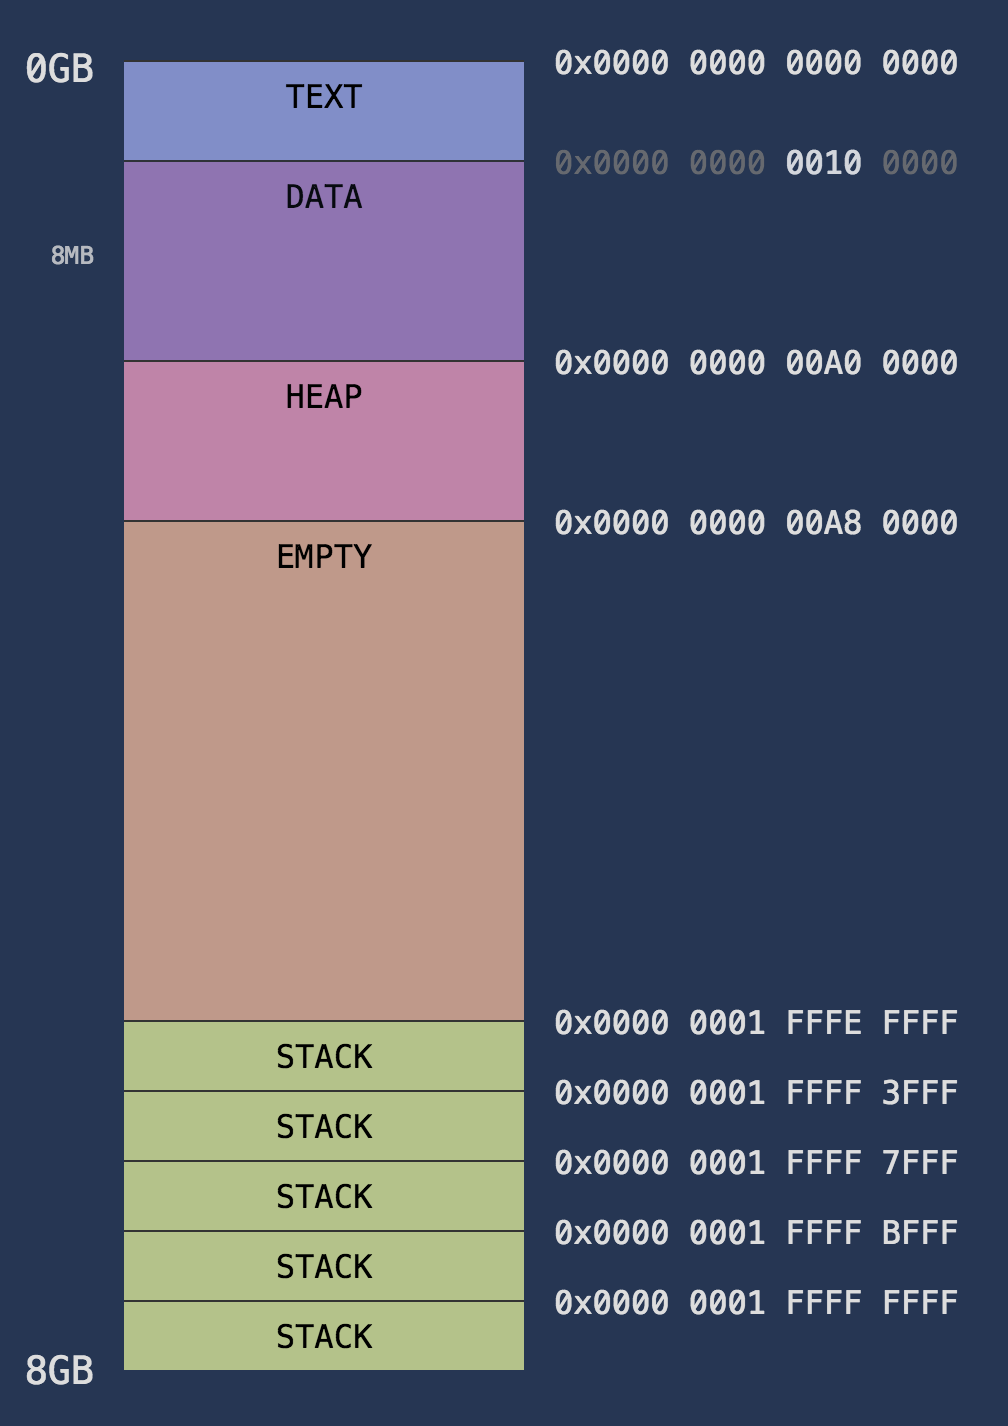 0GB
0x0000 0000 0000 0000
TEXT
0x0000 0000 0010 0000
DATA
8MB
0x0000 0000 00A0 0000
HEAP
0x0000 0000 00A8 0000
EMPTY
0x0000 0001 FFFE FFFF
STACK
0x0000 0001 FFFF 3FFF
STACK
0x0000 0001 FFFF 7FFF
STACK
0x0000 0001 FFFF BFFF
STACK
0x0000 0001 FFFF FFFF
STACK
8GB